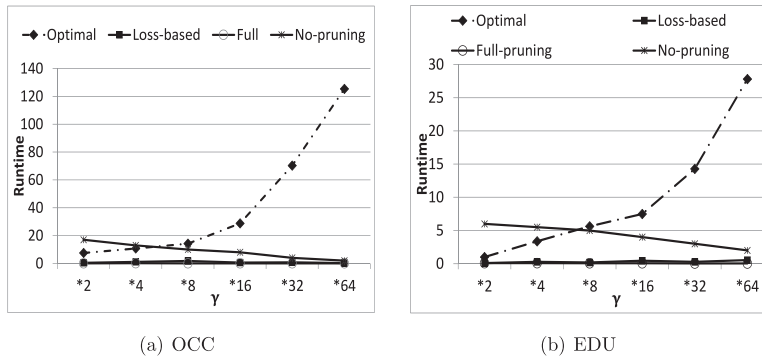 Optimal Loss-based Full No-pruning
140
120
100
80
60
40
20
0
Runtime
*2 *4 *8 *16 *32 *64
γ
(a) OCC
Optimal Loss-based
Full-pruning No-pruning
30
25
20
15
10
5
0
Runtime
*2 *4 *8 *16 *32 *64
γ
(b) EDU